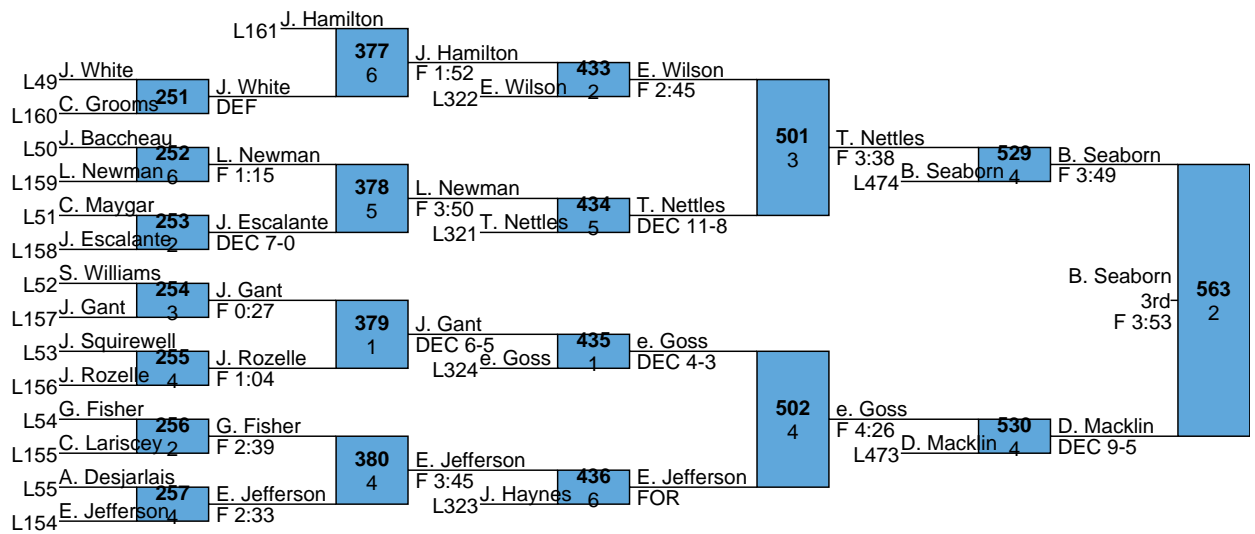 L161 J. Hamilton
377
6
J. Hamilton
F 1:52
L49 J. White
L160 C. Grooms
251
J. White
DEF
433
2
L322 E. Wilson
E. Wilson
F 2:45
L50 J. Baccheau
L159 L. Newman
252
6
L. Newman
F 1:15
501
3
T. Nettles
F 3:38
L51 C. Maygar
L158 J. Escalante
253
2
J. Escalante
DEC 7-0
378
5
L. Newman
F 3:50
L321 T. Nettles
434
5
T. Nettles
DEC 11-8
L474 B. Seaborn
529
4
B. Seaborn
F 3:49
L52 S. Williams
L157 J. Gant
254
3
J. Gant
F 0:27
379
1
J. Gant
DEC 6-5
L53 J. Squirewell
L156 J. Rozelle
255
4
J. Rozelle
F 1:04
L324 e. Goss
435
1
e. Goss
DEC 4-3
B. Seaborn
3rd
F 3:53
563
2
L54 G. Fisher
L155 C. Lariscey
256
2
G. Fisher
F 2:39
502
4
e. Goss
F 4:26
L55 A. Desjarlais
L154 E. Jefferson
257
4
E. Jefferson
F 2:33
380
4
E. Jefferson
F 3:45
L323 J. Haynes
436
6
E. Jefferson
FOR
L473 D. Macklin
530
4
D. Macklin
DEC 9-5